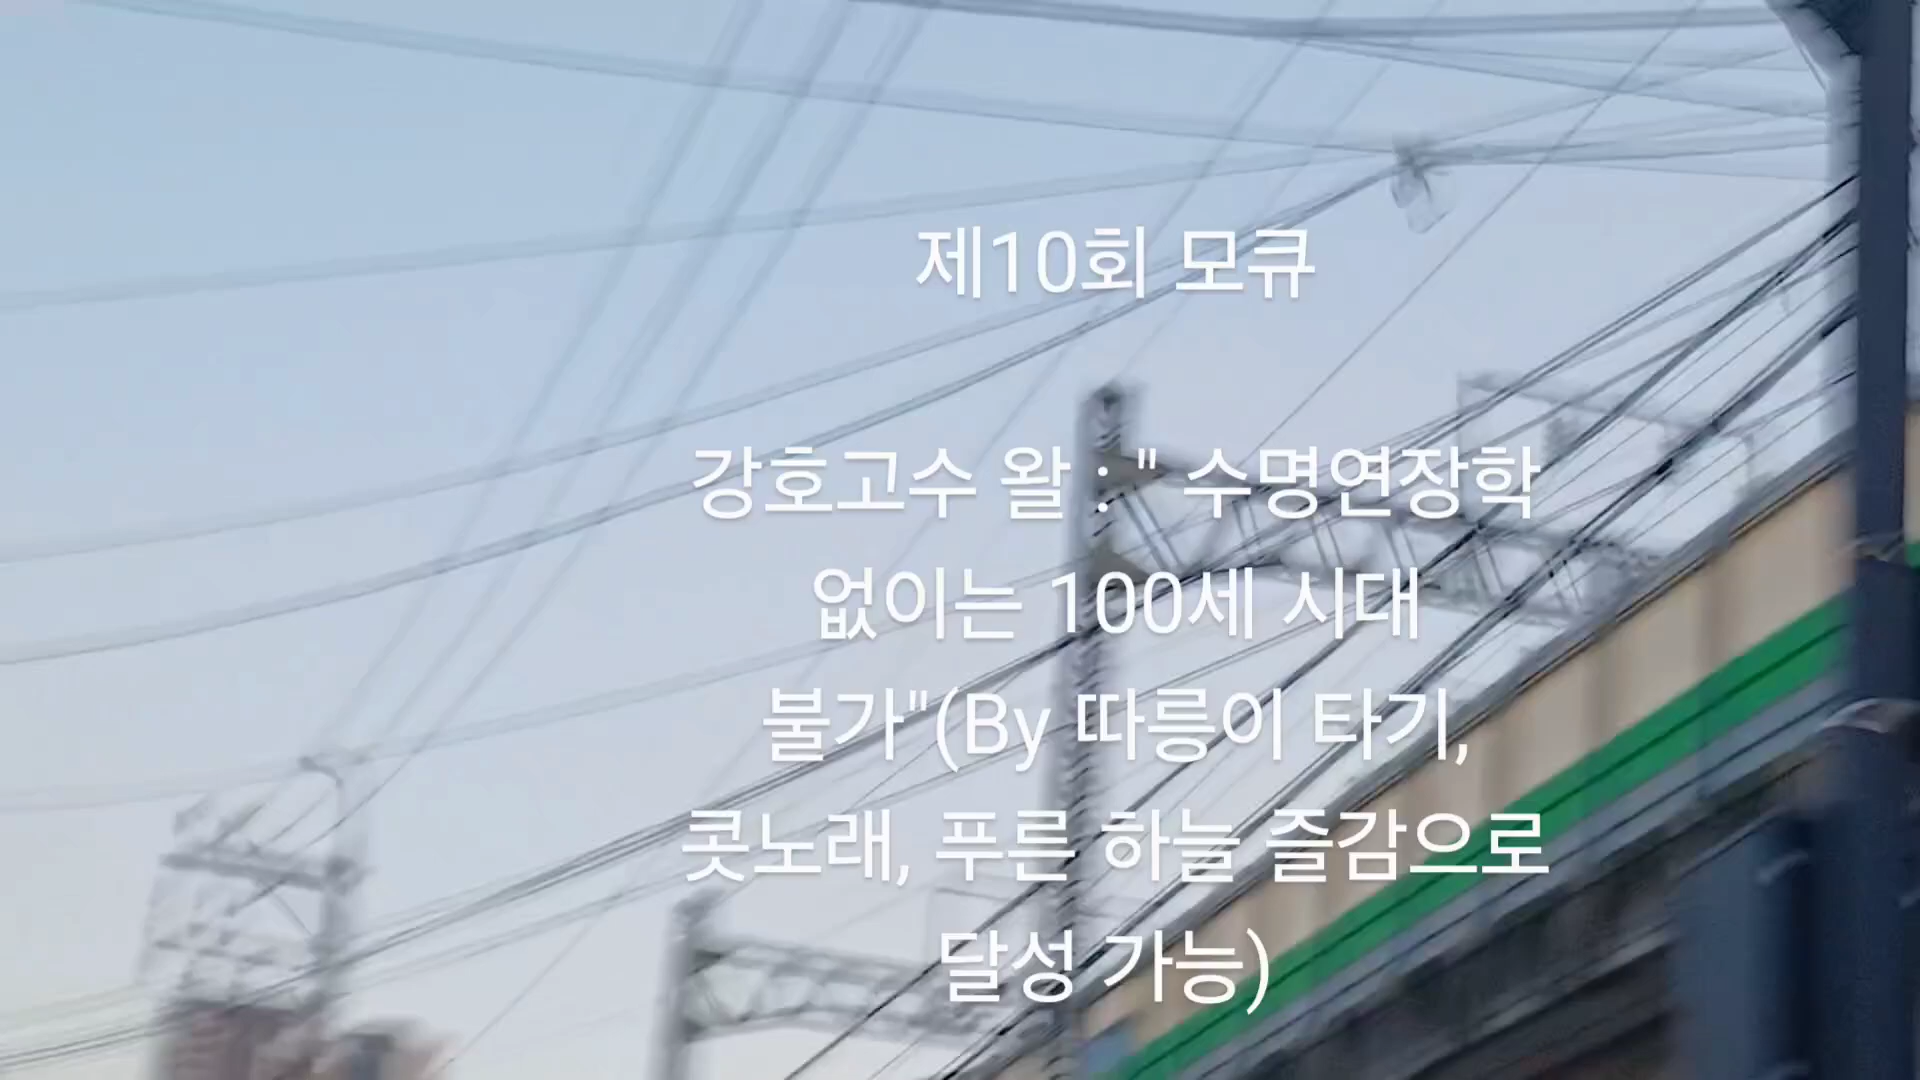 제10회 모큐
강호고수 왈 : " 수명연장학
없이는 100세 시대
불가"(By 따릉이 타기,
콧노래, 푸른 하늘 즐감으로
달성 가능)